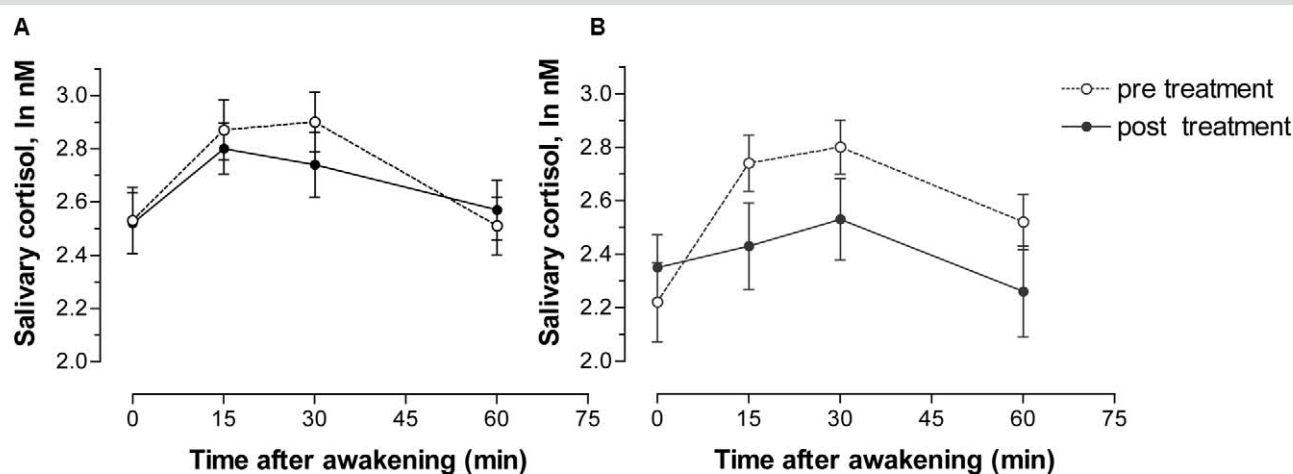 A
Salivary cortisol, ln nM
3.0
2.8
2.6
2.4
2.2
2.0
0 15 30 45 60 75
Time after awakening (min)
B
Salivary cortisol, ln nM
3.0
2.8
2.6
2.4
2.2
2.0
0 15 30 45 60 75
Time after awakening (min)
pre treatment
post treatment